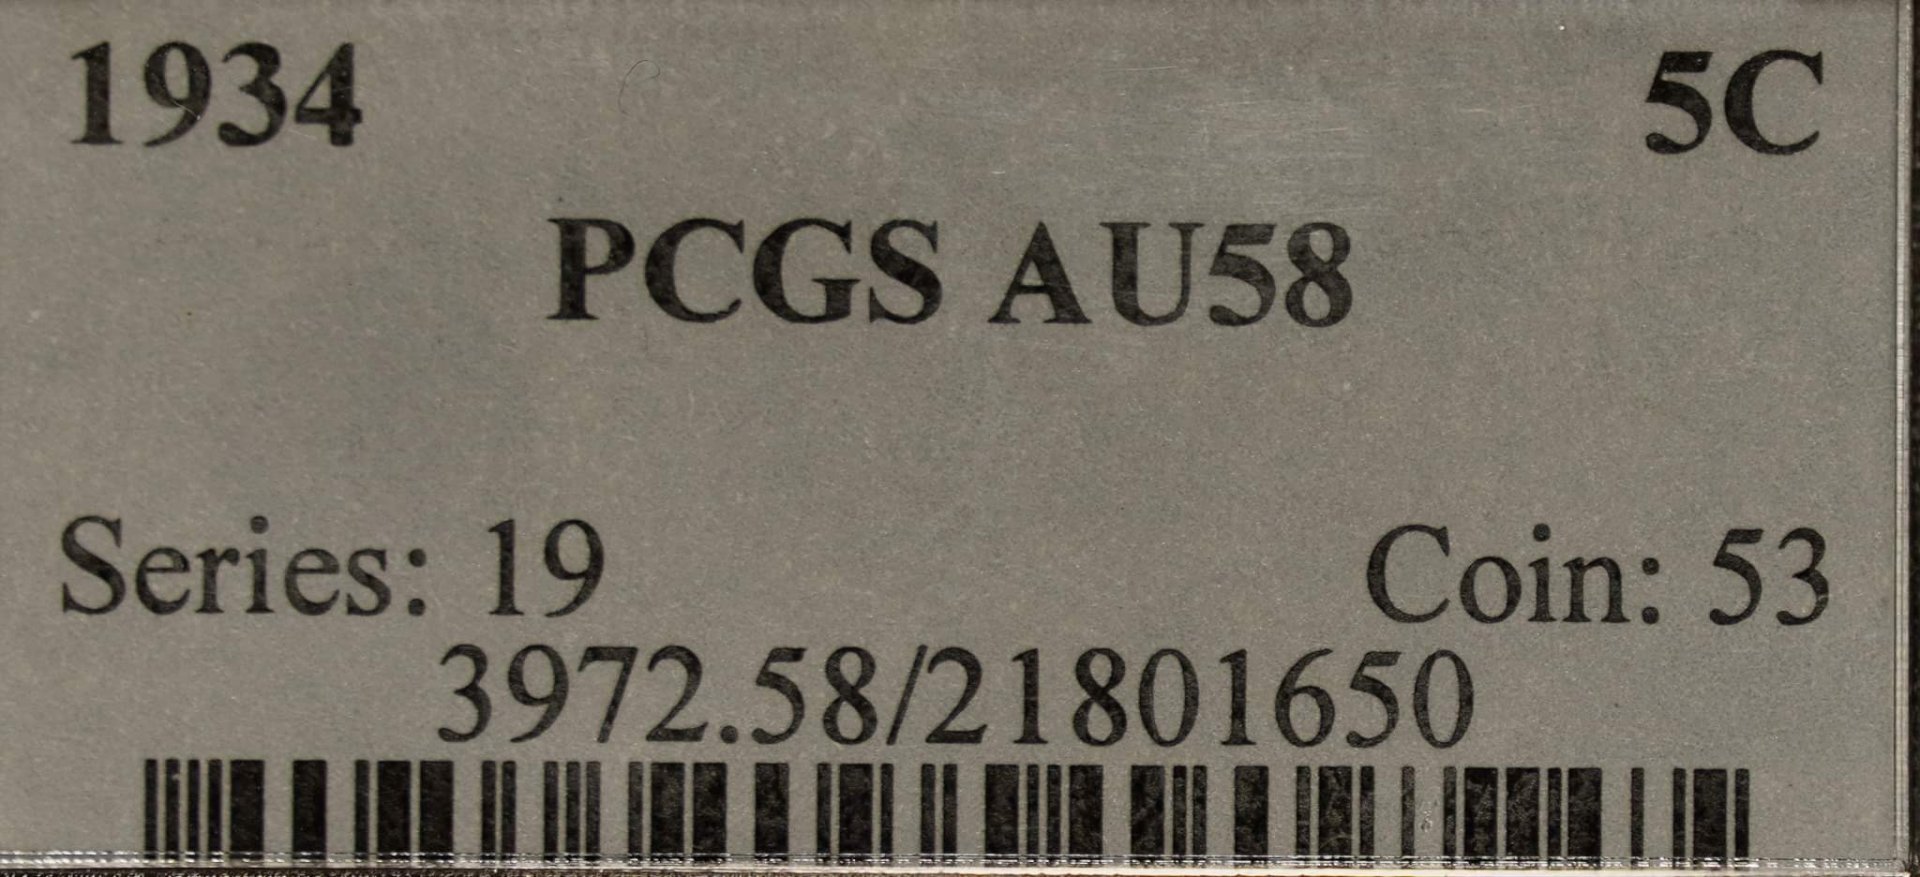 1934 5C
PCGS AU58
Series: 19 Coin: 53
3972.58/21801650